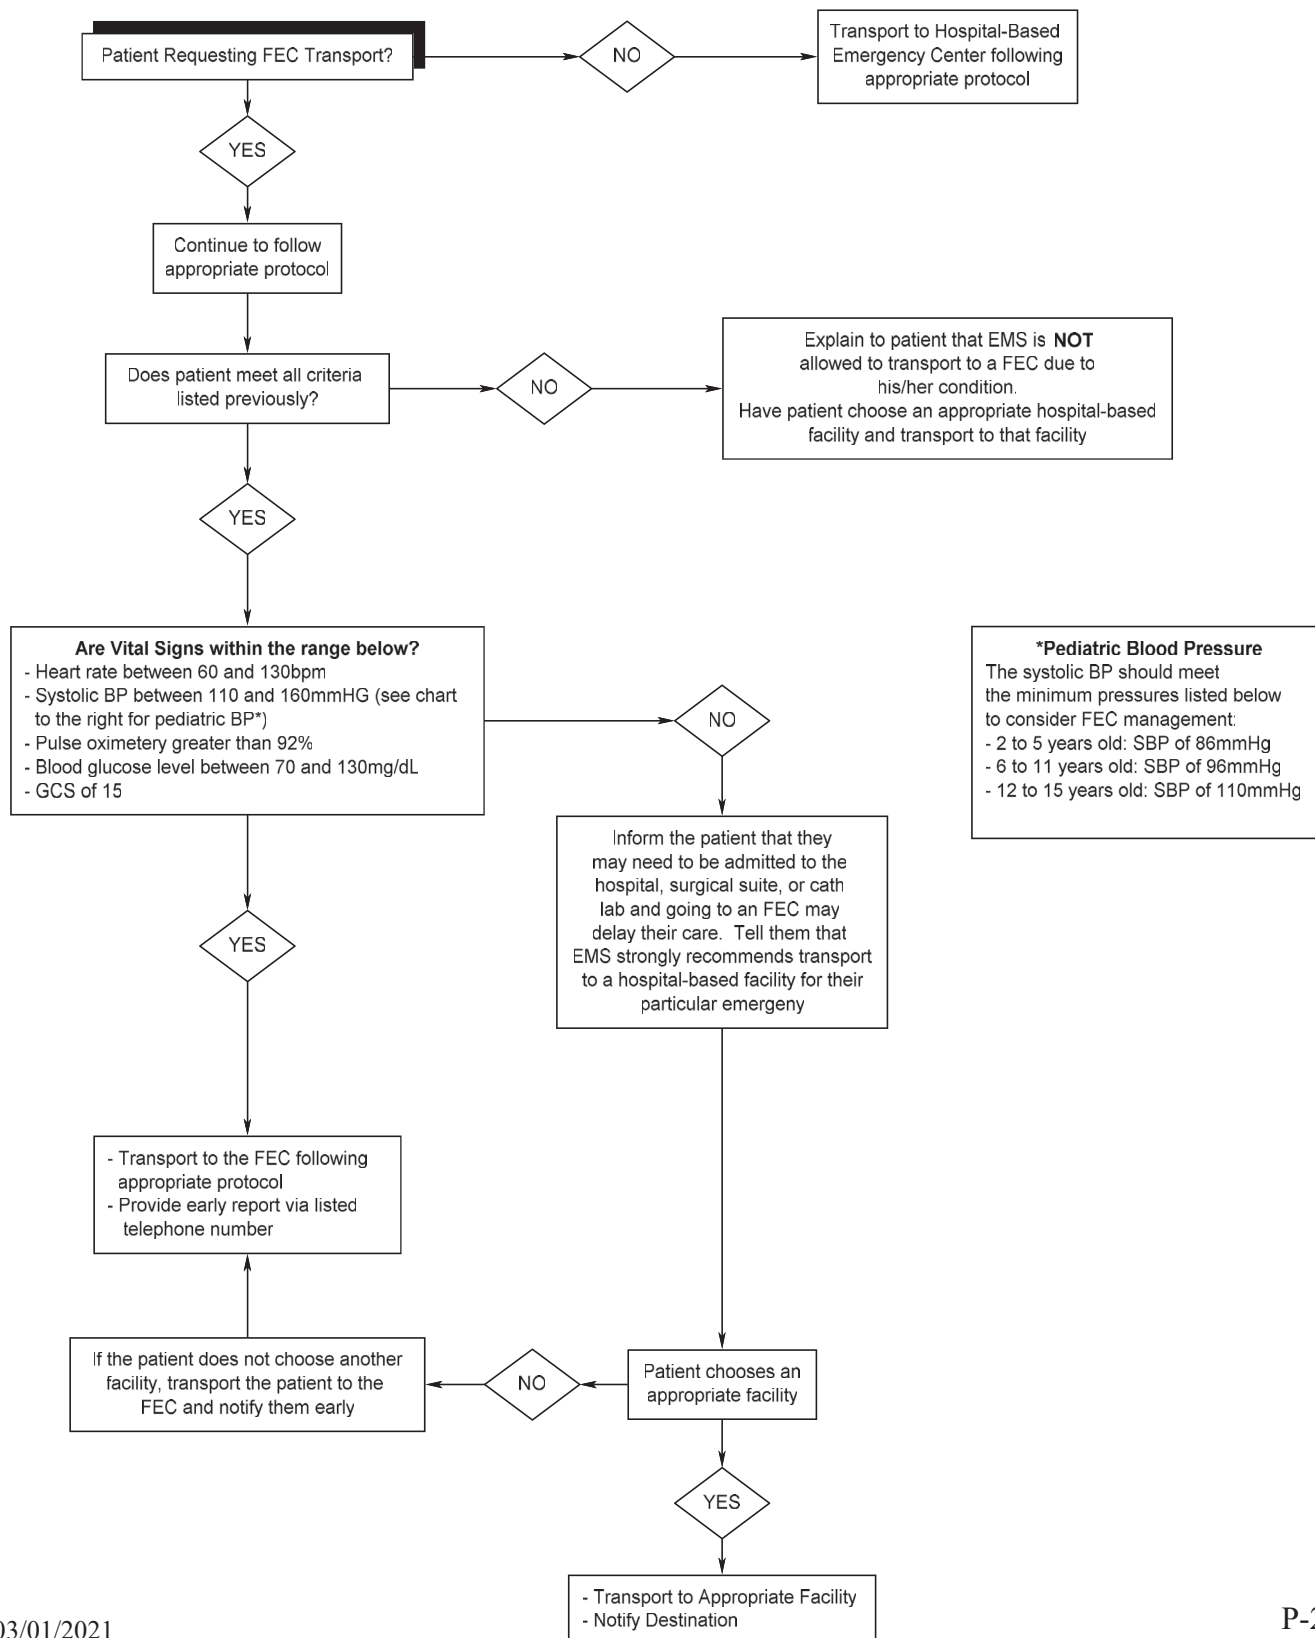 Patient Requesting FEC Transport?
NO
Transport to Hospital-Based
Emergency Center following
appropriate protocol
YES
Continue to follow
appropriate protocol
Does patient meet all criteria
listed previously?
NO
Explain to patient that EMS is NOT
allowed to transport to a FEC due to
his/her condition.
Have patient choose an appropriate hospital-based
facility and transport to that facility
YES
Are Vital Signs within the range below?
- Heart rate between 60 and 130bpm
- Systolic BP between 110 and 160mmHG (see chart
to the right for pediatric BP*)
- Pulse oximetery greater than 92%
- Blood glucose level between 70 and 130mg/dL
- GCS of 15
NO
*Pediatric Blood Pressure
The systolic BP should meet
the minimum pressures listed below
to consider FEC management:
- 2 to 5 years old: SBP of 86mmHg
- 6 to 11 years old: SBP of 96mmHg
- 12 to 15 years old: SBP of 110mmHg
Inform the patient that they
may need to be admitted to the
hospital, surgical suite, or cath
lab and going to an FEC may
delay their care. Tell them that
EMS strongly recommends transport
to a hospital-based facility for their
particular emergeny
YES
- Transport to the FEC following
appropriate protocol
- Provide early report via listed
telephone number
If the patient does not choose another
facility, transport the patient to the
FEC and notify them early
NO
Patient chooses an
appropriate facility
YES
- Transport to Appropriate Facility
- Notify Destination
03/01/2021
P-2